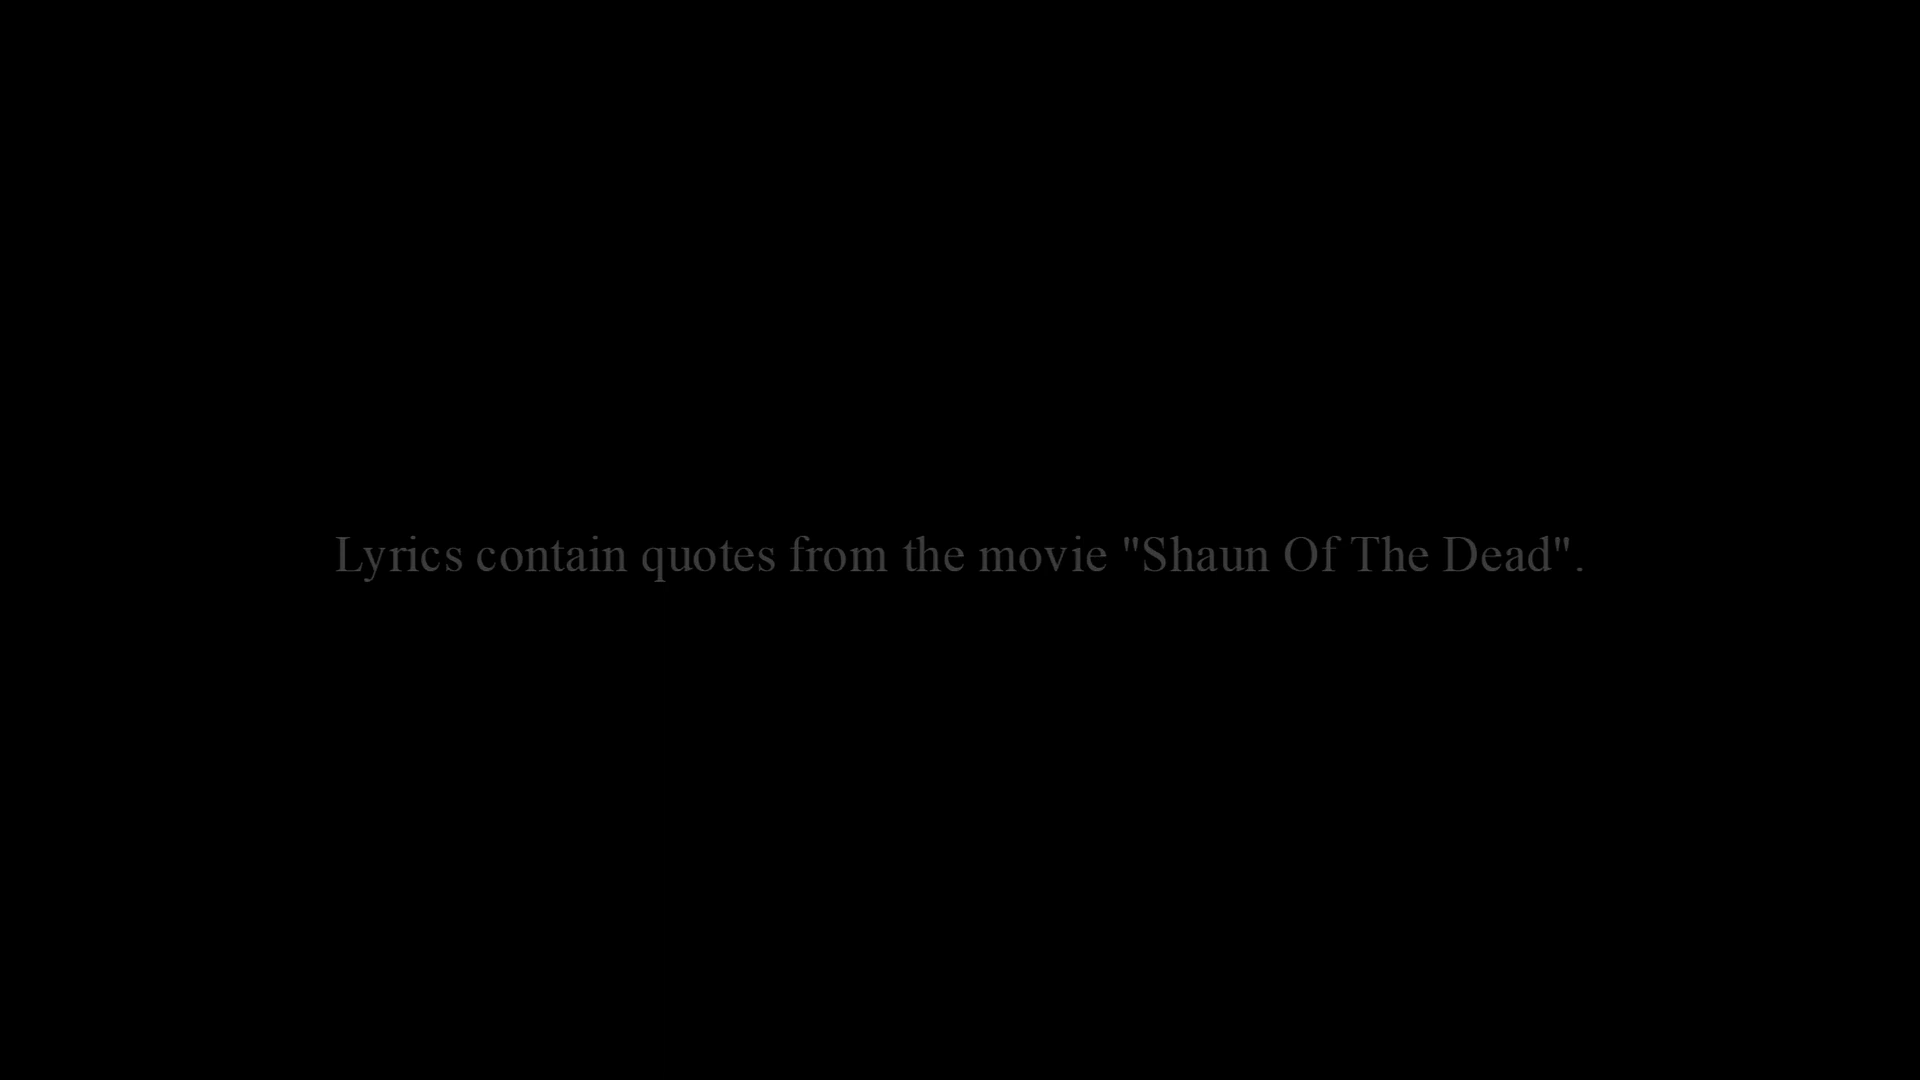 Lyrics contain quotes from the movie "Shaun Of The Dead".